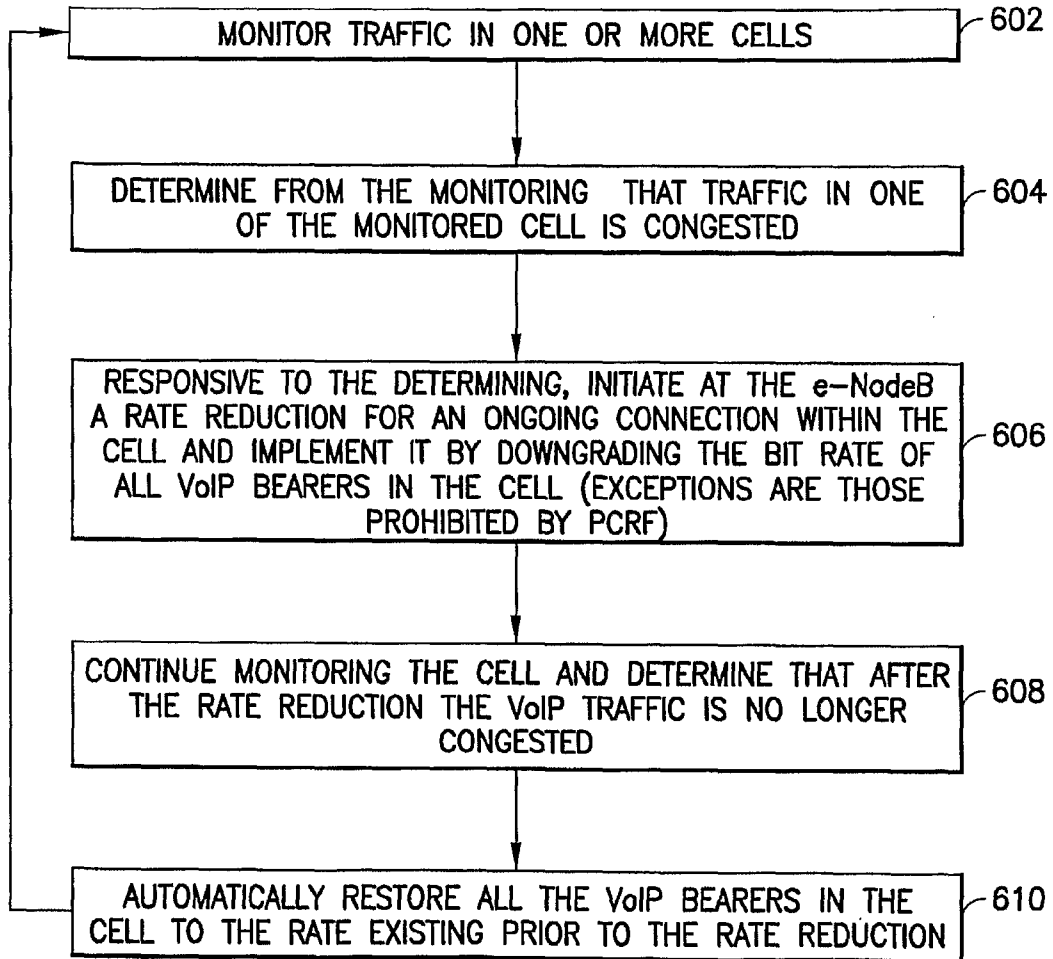 MONITOR TRAFFIC IN ONE OR MORE CELLS
602
DETERMINE FROM THE MONITORING THAT TRAFFIC IN ONE
OF THE MONITORED CELL IS CONGESTED
604
RESPONSIVE TO THE DETERMINING, INITIATE AT THE e-NodeB
A RATE REDUCTION FOR AN ONGOING CONNECTION WITHIN THE
CELL AND IMPLEMENT IT BY DOWNGRADING THE BIT RATE OF
ALL VoIP BEARERS IN THE CELL (EXCEPTIONS ARE THOSE
PROHIBITED BY PCRF)
606
CONTINUE MONITORING THE CELL AND DETERMINE THAT AFTER
THE RATE REDUCTION THE VoIP TRAFFIC IS NO LONGER
CONGESTED
608
AUTOMATICALLY RESTORE ALL THE VoIP BEARERS IN THE
CELL TO THE RATE EXISTING PRIOR TO THE RATE REDUCTION
610